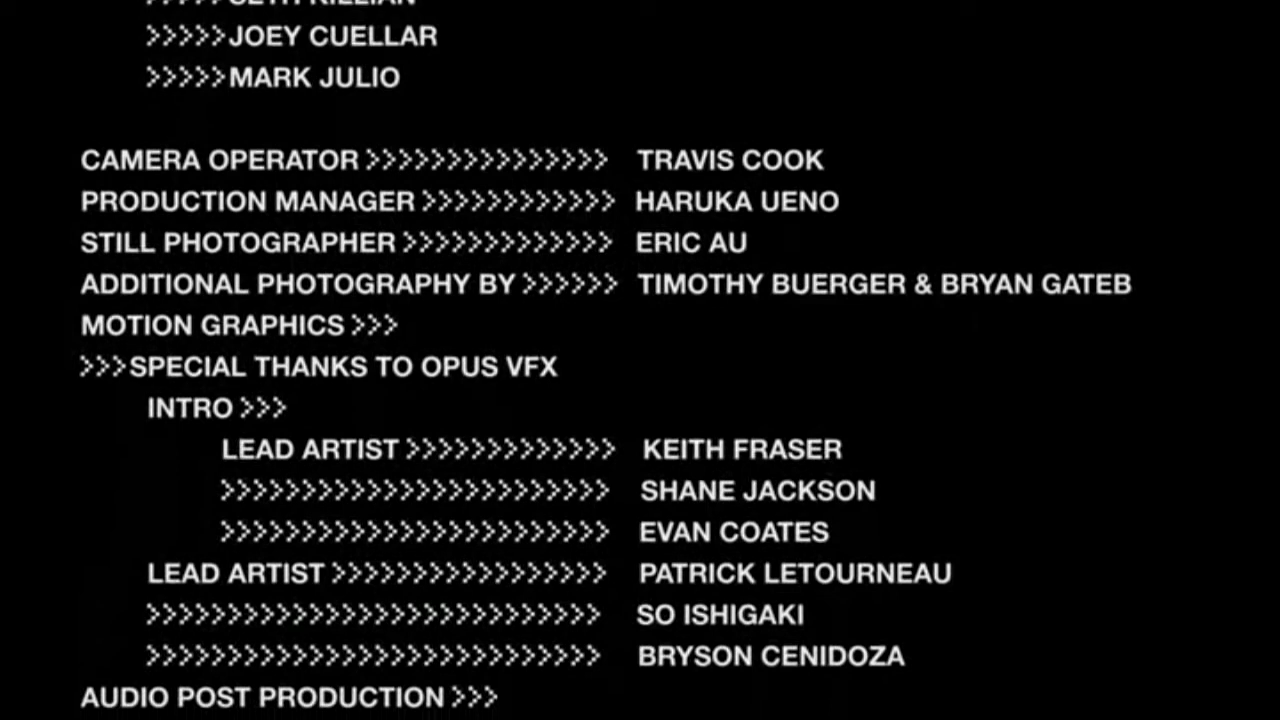 >>>>>SETH KILLIAN
>>>>>JOEY CUELLAR
>>>>>MARK JULIO
CAMERA OPERATOR >>>>>>>>>>>>>>> TRAVIS COOK
PRODUCTION MANAGER >>>>>>>>>>>> HARUKA UENO
STILL PHOTOGRAPHER >>>>>>>>>>>>> ERIC AU
ADDITIONAL PHOTOGRAPHY BY >>>>>> TIMOTHY BUERGER & BRYAN GATEB
MOTION GRAPHICS >>>
>>>SPECIAL THANKS TO OPUS VFX
INTRO >>>
LEAD ARTIST >>>>>>>>>>>>> KEITH FRASER
>>>>>>>>>>>>>>>>>>>>>>>> SHANE JACKSON
>>>>>>>>>>>>>>>>>>>>>>>> EVAN COATES
LEAD ARTIST >>>>>>>>>>>>>>>>> PATRICK LETOURNEAU
>>>>>>>>>>>>>>>>>>>>>>>>>>>> SO ISHIGAKI
>>>>>>>>>>>>>>>>>>>>>>>>>>>> BRYSON CENIDOZA
AUDIO POST PRODUCTION >>>